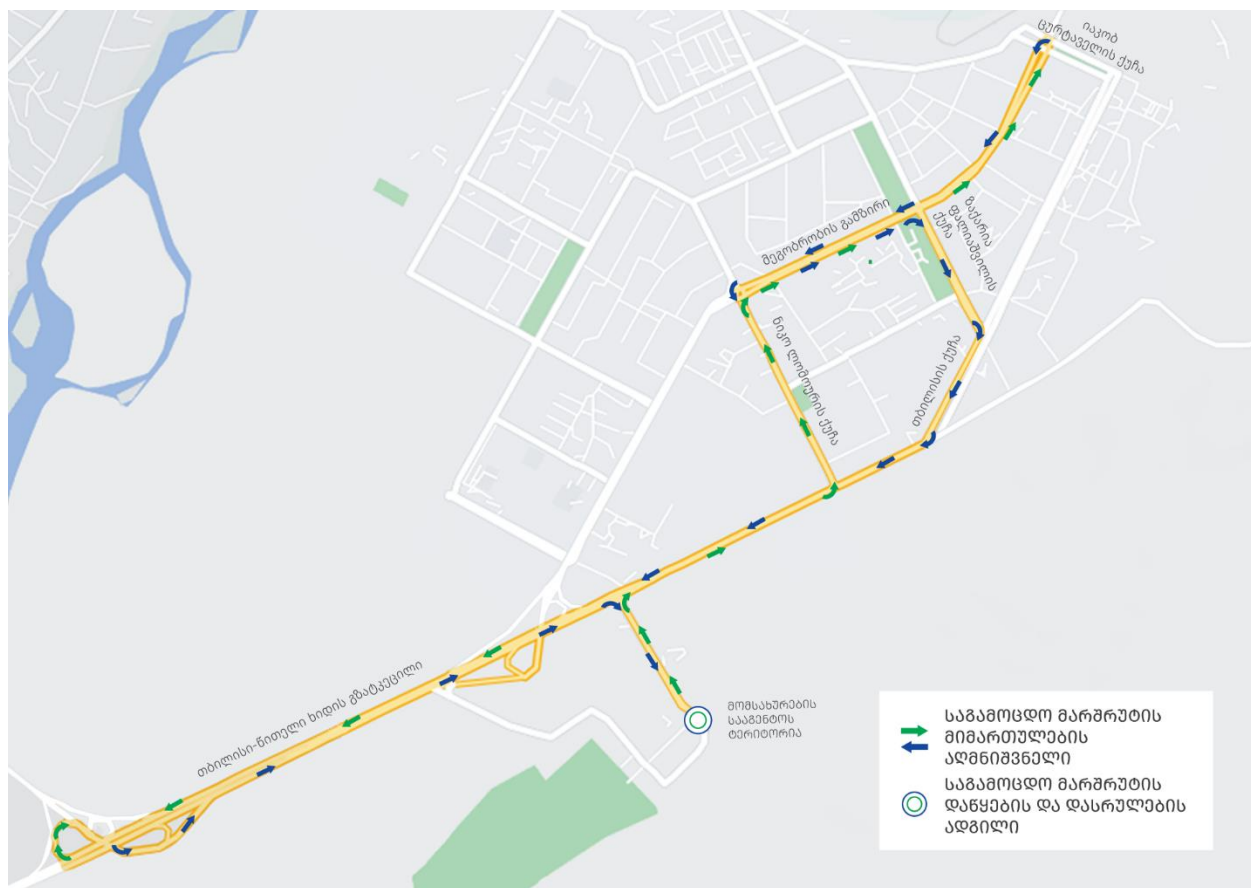 იაკობ
ცურტაველის ქუჩა
მეგობრობის გამზირი
ზაქარია
ფალიაშვილის
ქუჩა
ნიკო ლომოურის ქუჩა
თბილისის ქუჩა
თბილისი-წითელი ხიდის გზატკეცილი
მომსახურების
სააგენტოს
ტერიტორია
საგამოცდო მარშრუტის
მიმართულების
აღმნიშვნელი
საგამოცდო მარშრუტის
დაწყების და დასრულების
ადგილი